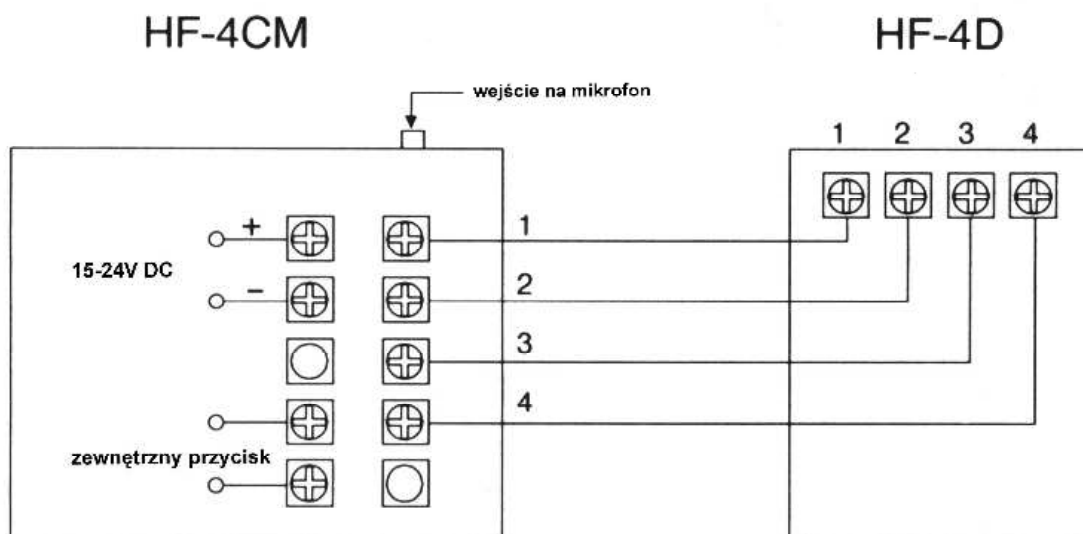 HF-4CM
HF-4D
wejście na mikrofon
1 2 3 4
+
1
15-24V DC
-
2
3
4
zewnętrzny przycisk